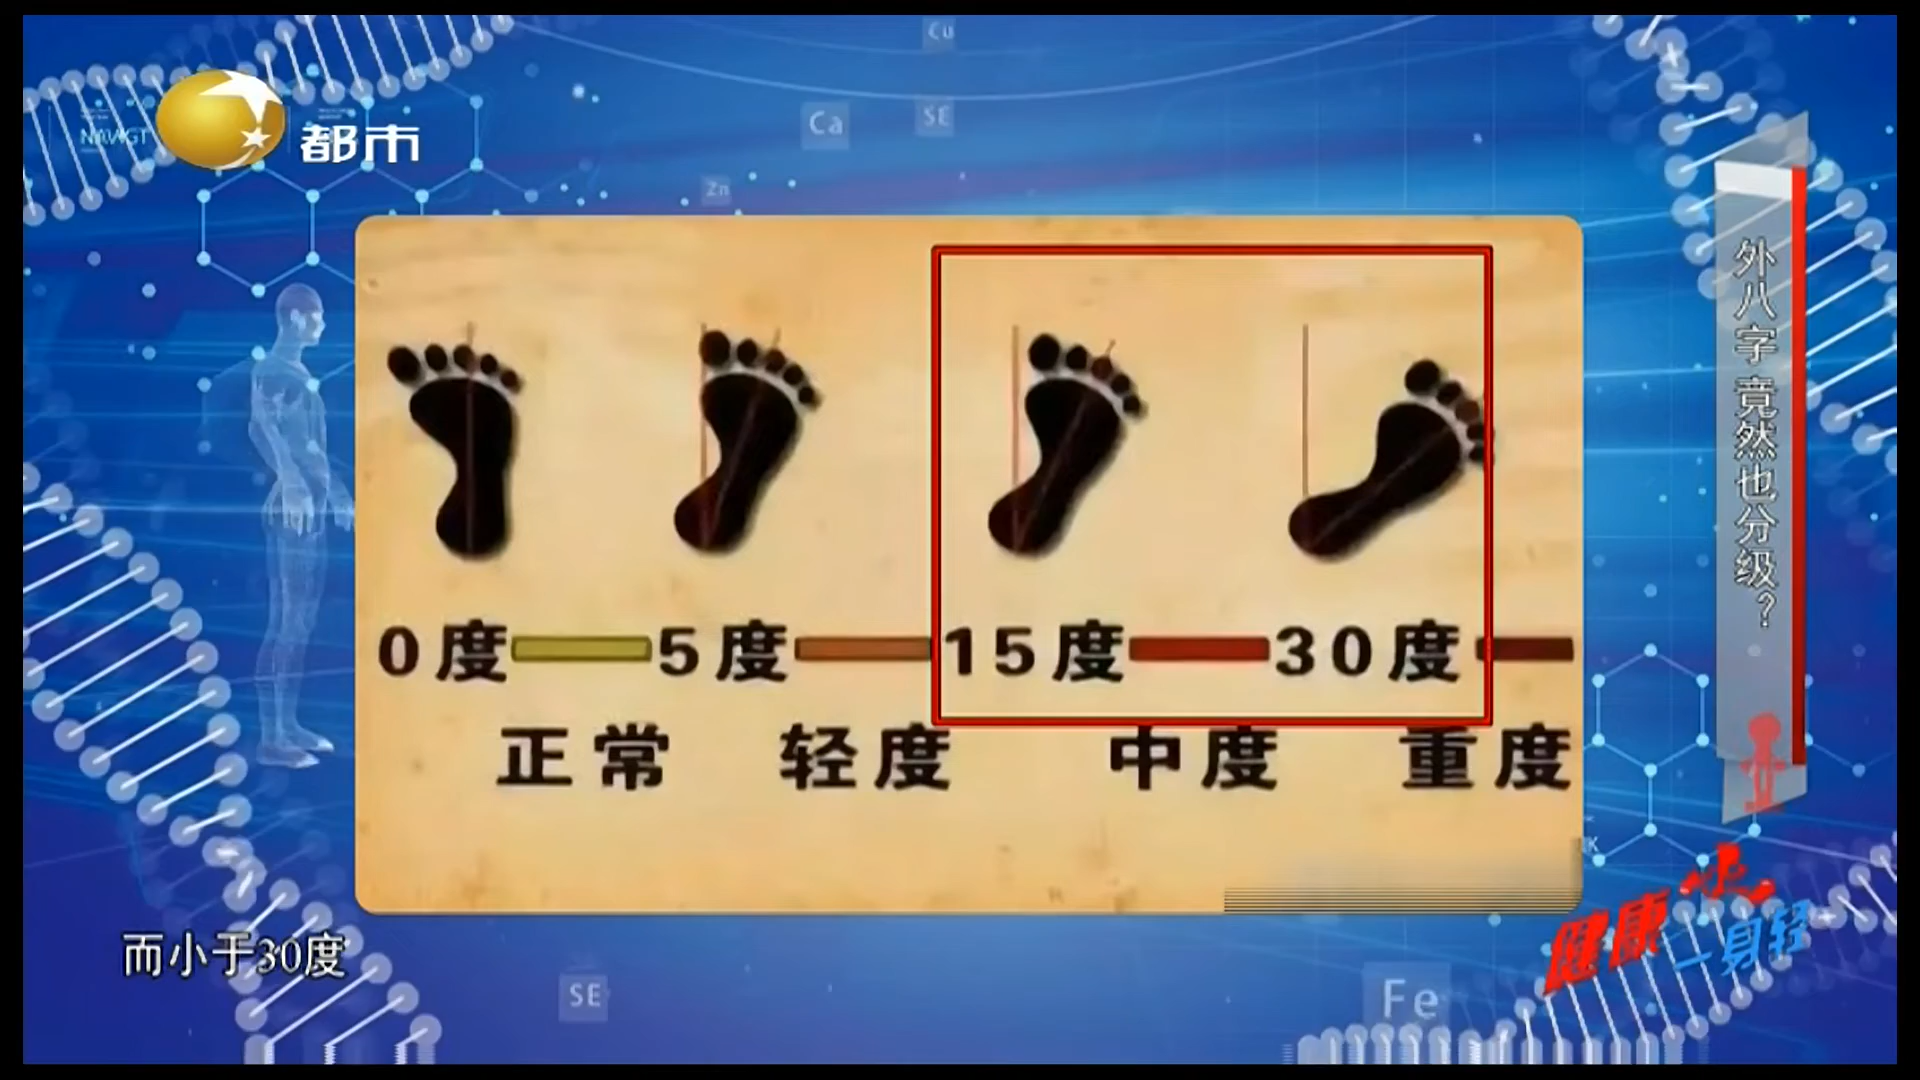 Cu
Ca
SE
Zn
都市
外八字竟然也分级？
0度
5度
15度
30度
正常
轻度
中度
重度
而小于30度
健康一身轻
SE
Fe